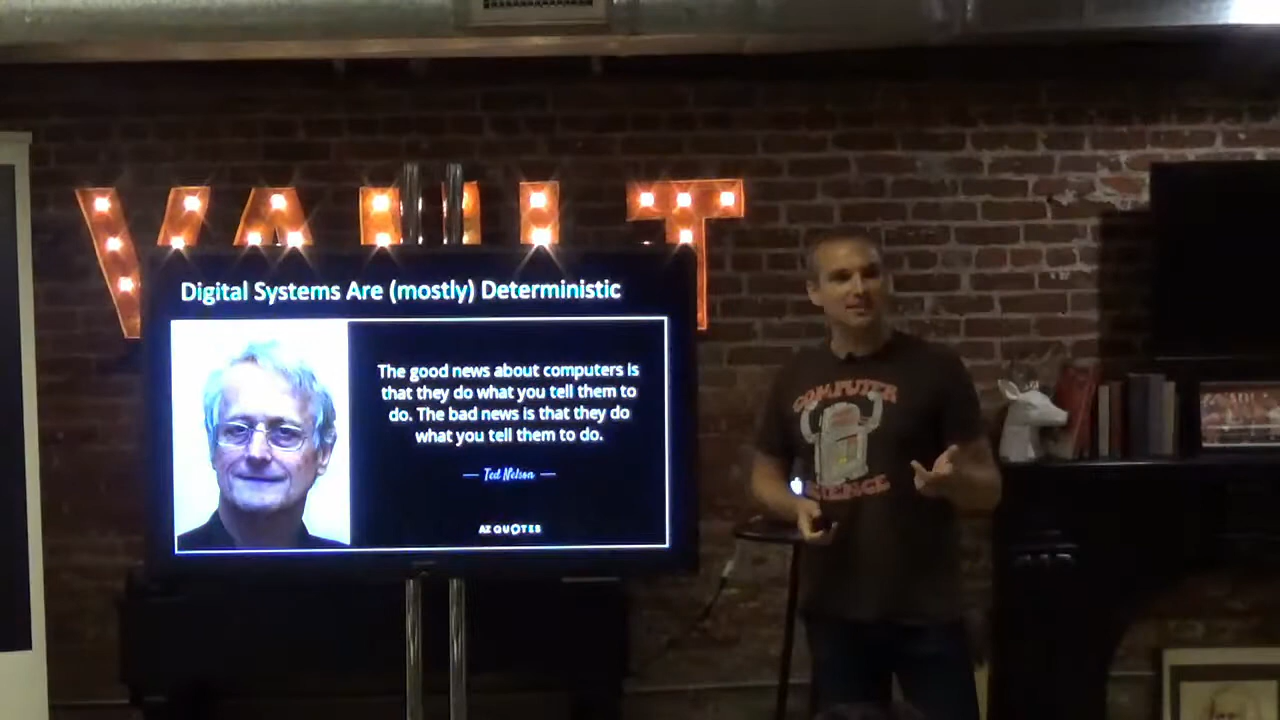 VAULT
Digital Systems Are (mostly) Deterministic
The good news about computers is
that they do what you tell them to
do. The bad news is that they do
what you tell them to do.
— Ted Nelson —
AZ QUOTES
COMPUTER
SCIENCE